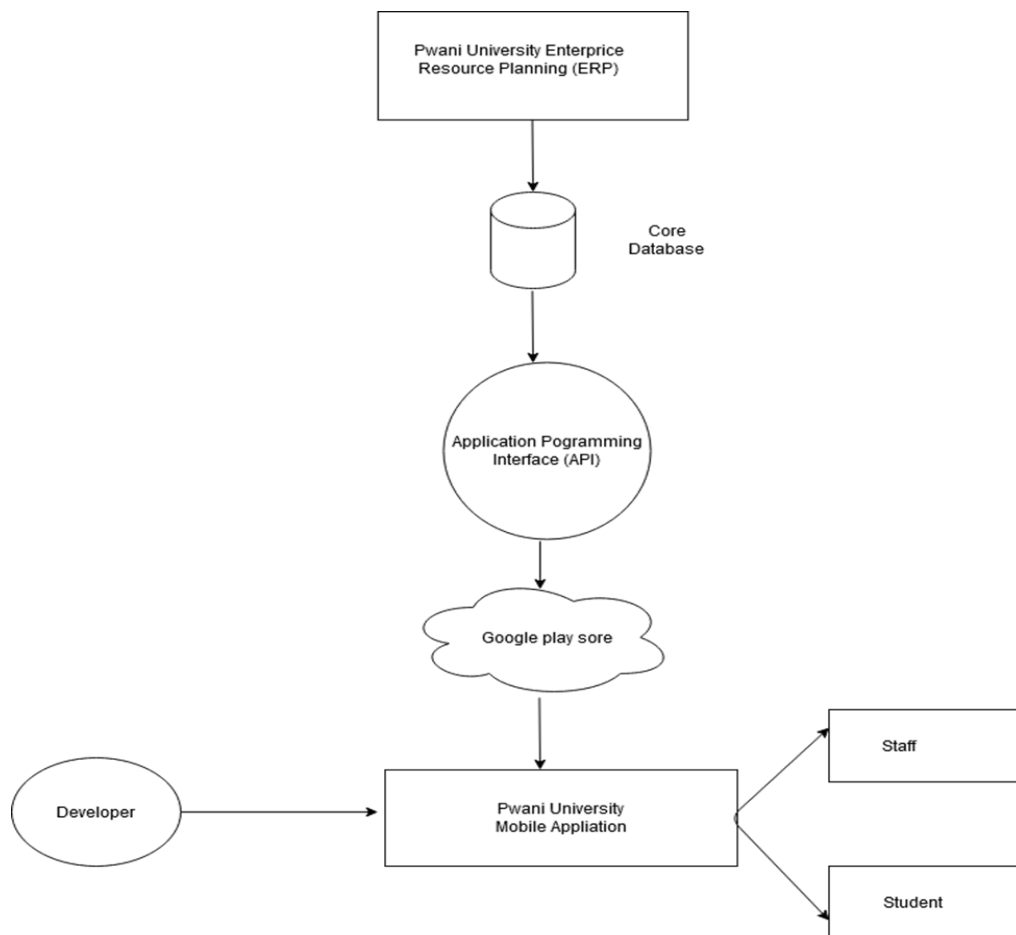 Pwani University Enterprice
Resource Planning (ERP)
Core
Database
Application Pogramming
Interface (API)
Google play sore
Developer
Pwani University
Mobile Appliation
Staff
Student